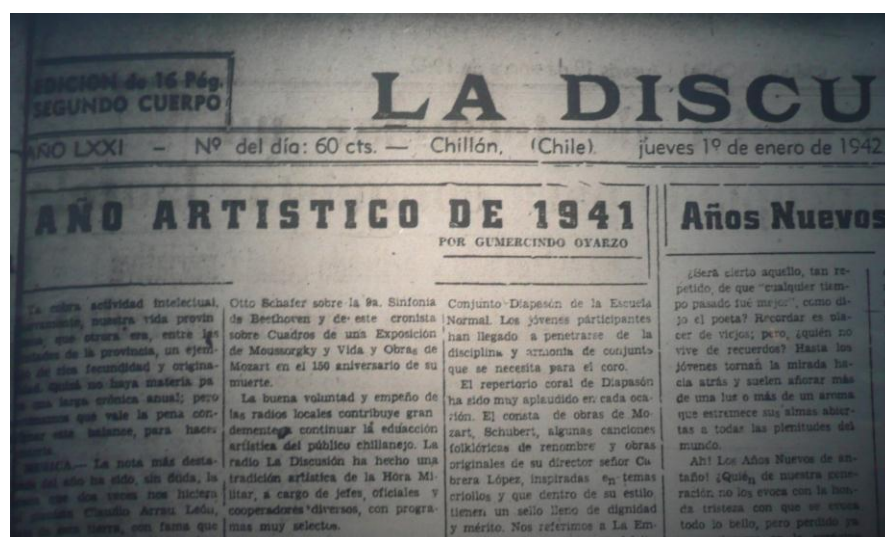 EDICION de 16 Pág.
SEGUNDO CUERPO
LA DISCU
AÑO LXXI – Nº del día: 60 cts. — Chillán, (Chile). jueves 1º de enero de 1942
AÑO ARTISTICO DE 1941
POR GUMERCINDO OYARZO
obra actividad intelectual,
nuestra vida provin
que otrora era, entre las
de la provincia, un ejem-
de rica fecundidad y origina-
quizá no haya materia pa
una larga crónica anual; pero
que vale la pena con-
este balance, para hacer
La nota más desta-
del año ha sido, sin duda, la
que dos veces nos hiciera
Claudio Arrau León,
tierra, con fama que
Otto Schafer sobre la 9a. Sinfonía
de Beethoven y de este cronista
sobre Cuadros de una Exposición
de Moussorgky y Vida y Obras de
Mozart en el 150 aniversario de su
muerte.
La buena voluntad y empeño de
las radios locales contribuye gran
demente a continuar la eduacción
artística del público chillanejo. La
radio La Discusión ha hecho una
tradición artística de la Hora Mi-
litar, a cargo de jefes, oficiales y
cooperadores diversos, con progra-
mas muy selectos.
Conjunto Diapasón de la Escuela
Normal. Los jóvenes párticipantes
han llegado a penetrarse de la
disciplina y armonía de conjunto
que se necesita para el coro.
El repertorio coral de Diapasón
ha sido muy aplaudido en cada oca-
sión. El consta de obras de Mo-
zart, Schubert, algunas canciones
folklóricas de renombre y obras
originales de su director señor Ca
brera López, inspiradas en temas
criollos y que dentro de su estilo
tienen un sello lleno de dignidad
y mérito. Nos referimos a La Em-
Años Nuevos
¿Será cierto aquello, tan re-
petido, de que "cualquier tiem-
po pasado fué mejor", como di-
jo el poeta? Recordar es pla-
cer de viejos; pero, ¿quién no
vive de recuerdos? Hasta los
jóvenes tornan la mirada ha-
cia atrás y suelen añorar más
de una luz o más de un aroma
que estremece sus almas abier-
tas a todas las plenitudes del
mundo.
Ah! Los Años Nuevos de an-
taño! ¿Quién de nuestra gene-
ración no los evoca con la hon-
da tristeza con que se evoca
todo lo bello, pero perdido ya